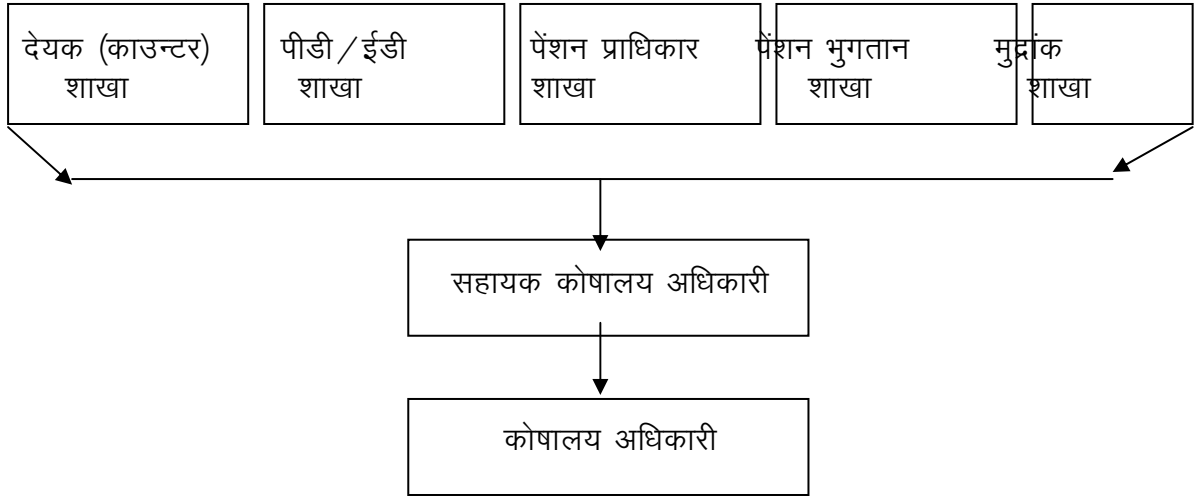 देयक (काउन्टर) पीडी/ईडी पेंशन प्राधिकार पेंशन भुगतान मुद्रांक
शाखा शाखा शाखा शाखा शाखा
सहायक कोषालय अधिकारी
कोषालय अधिकारी